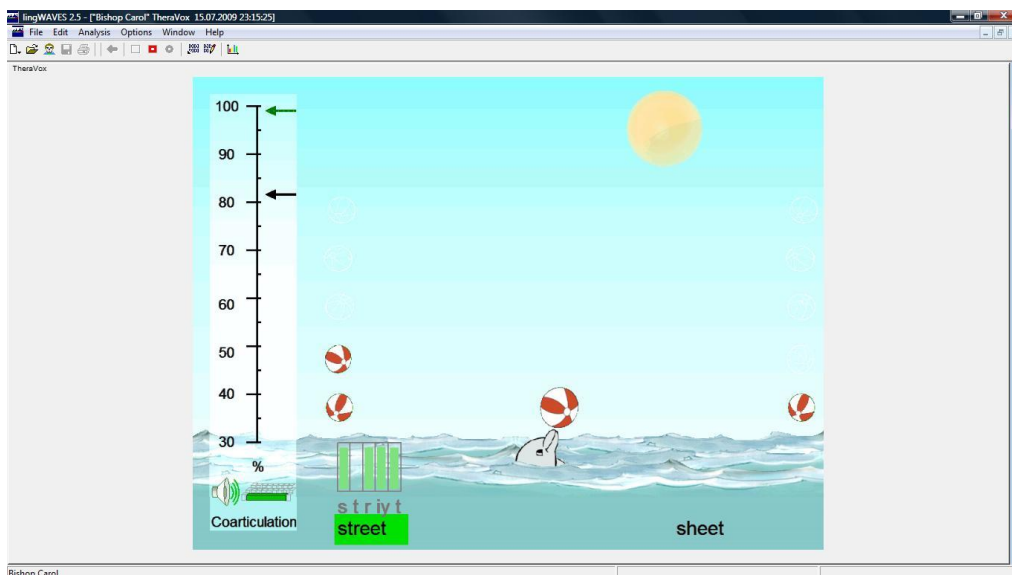 lingWAVES 2.5 - ["Bishop Carol" TheraVox 15.07.2009 23:15:25]
File Edit Analysis Options Window Help
TheraVox
100
90
80
70
60
50
40
30
%
s t r iy t
Coarticulation
street
sheet
Bishop Carol